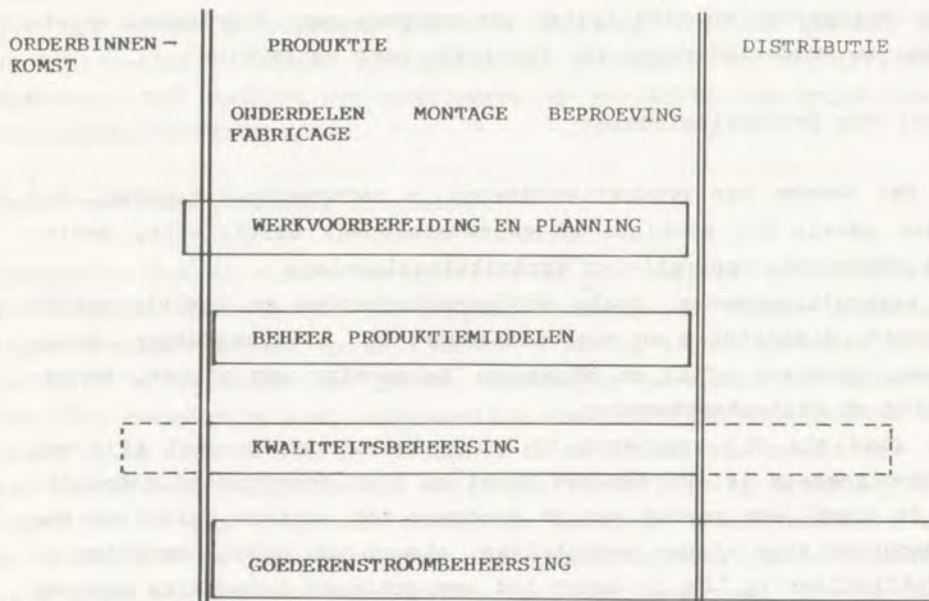 ORDERBINNEN- PRODUKTIE DISTRIBUTIE
KOMST
ONDERDELEN MONTAGE BEPROEVING
FABRICAGE
WERKVOORBEREIDING EN PLANNING
BEHEER PRODUKTIEMIDDELEN
KWALITEITSBEHEERSING
GOEDERENSTROOMBEHEERSING